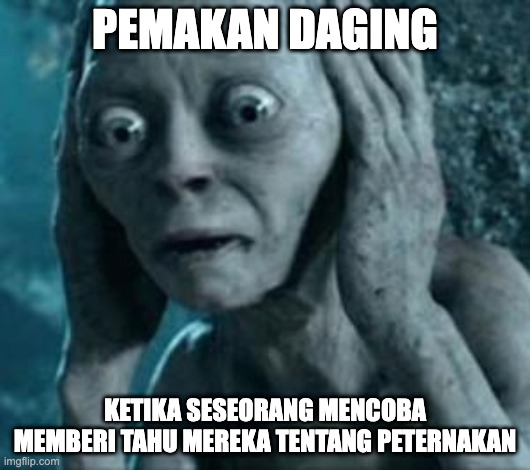 PEMAKAN DAGING
KETIKA SESEORANG MENCOBA
MEMBERI TAHU MEREKA TENTANG PETERNAKAN
imgflip.com